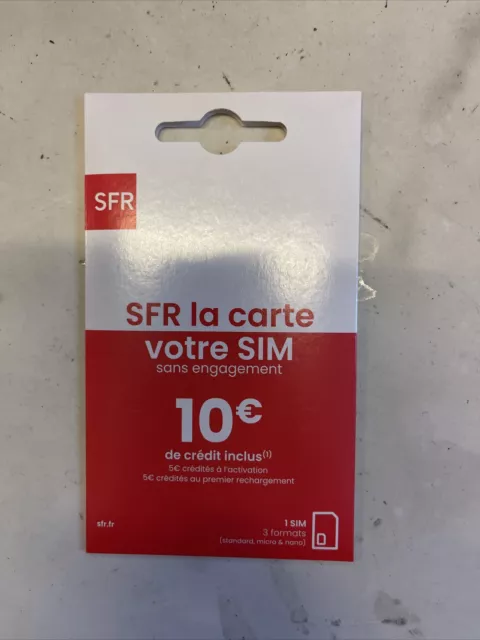 SFR
SFR la carte
votre SIM
sans engagement
10€
de crédit inclus(1)
5€ crédités à l'activation
5€ crédités au premier rechargement
sfr.fr
1 SIM
3 formats
(standard, micro & nano)